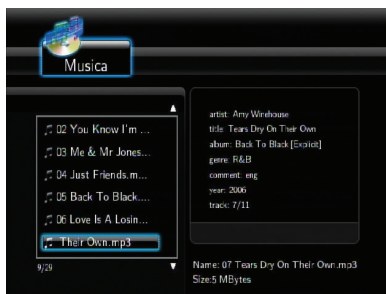 Musica
02 You Know I'm ...
03 Me & Mr Jones...
04 Just Friends.m...
05 Back To Black....
06 Love Is A Losin...
Their Own.mp3
9/29
artist: Amy Winehouse
title: Tears Dry On Their Own
album: Back To Black [Explicit]
genre: R&B
comment: eng
year: 2006
track: 7/11
Name: 07 Tears Dry On Their Own.mp3
Size:5 MBytes